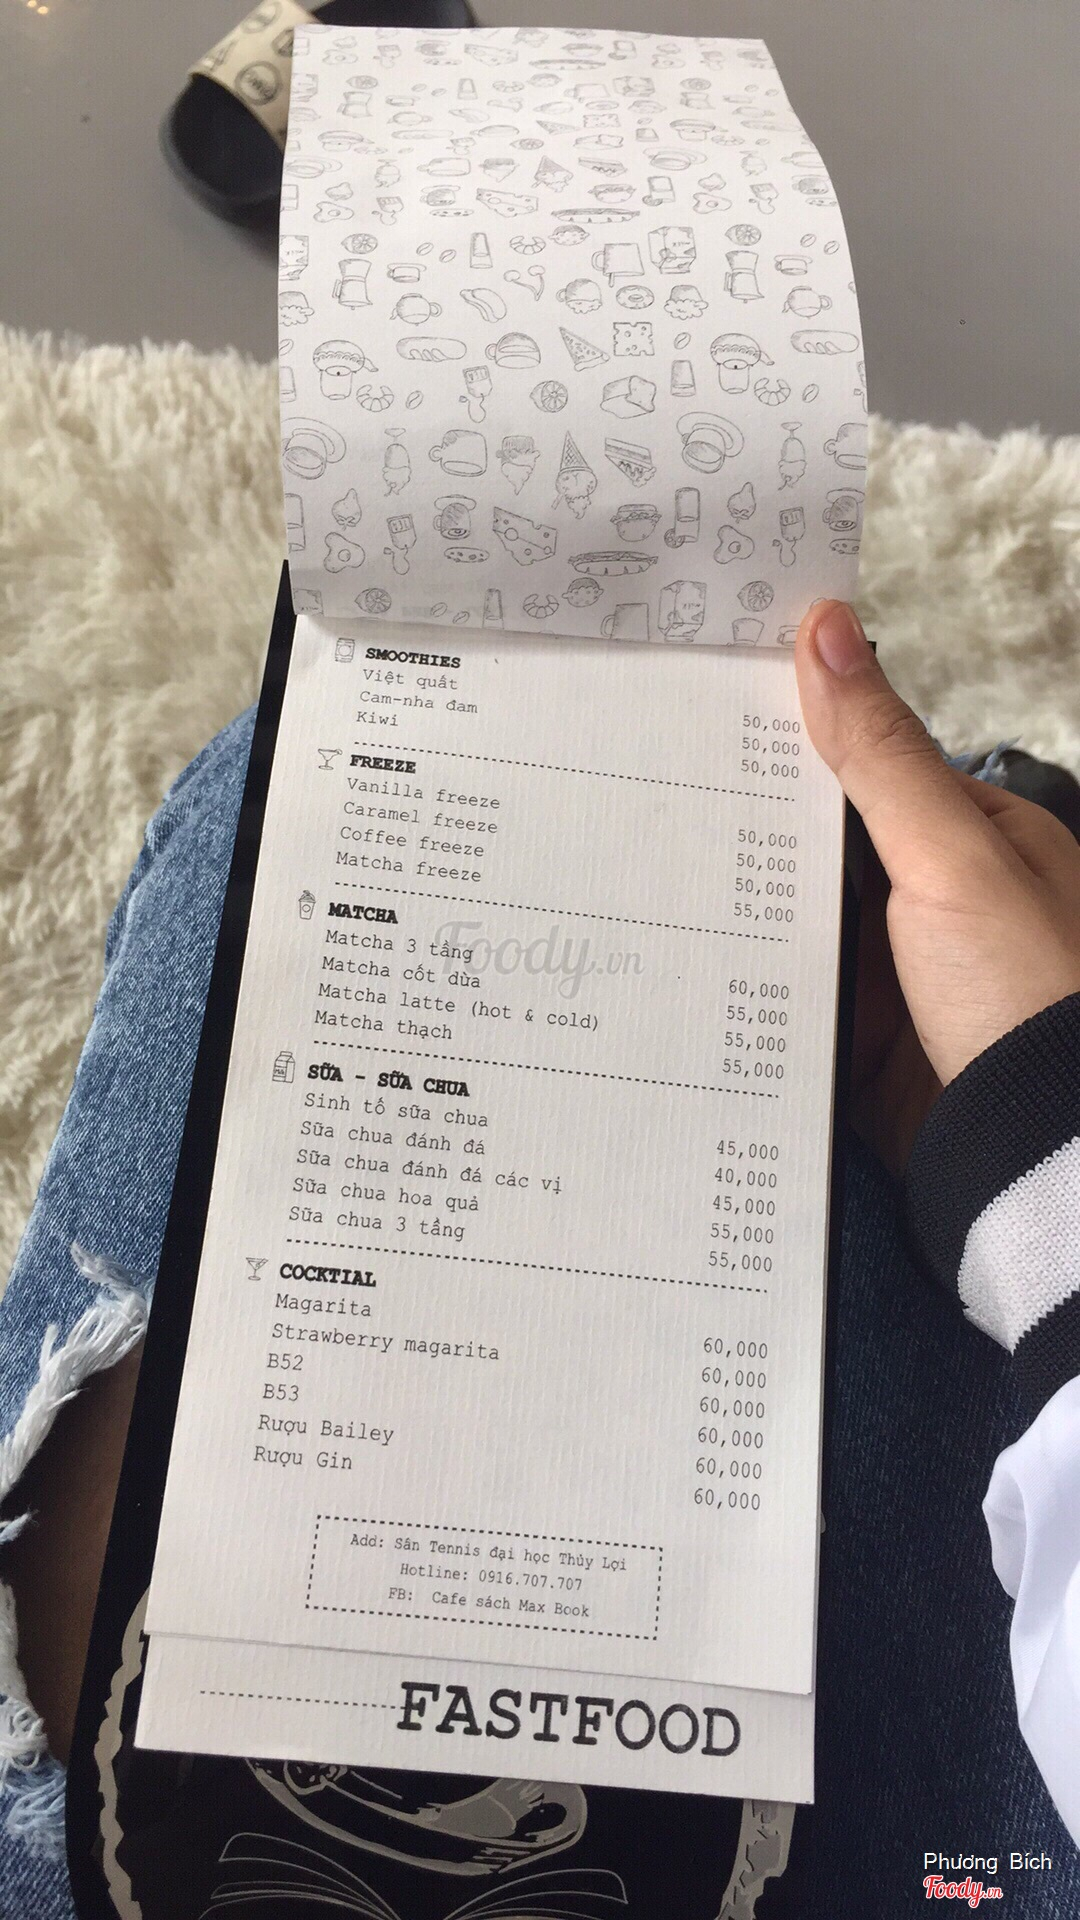 SMOOTHIES
Việt quất 50,000
Cam-nha đam 50,000
Kiwi 50,000
FREEZE
Vanilla freeze 50,000
Caramel freeze 50,000
Coffee freeze 50,000
Matcha freeze 55,000
MATCHA
Matcha 3 tầng 60,000
Matcha cốt dừa 55,000
Matcha latte (hot & cold) 55,000
Matcha thạch 55,000
SỮA - SỮA CHUA
Sinh tố sữa chua 45,000
Sữa chua đánh đá 40,000
Sữa chua đánh đá các vị 45,000
Sữa chua hoa quả 55,000
Sữa chua 3 tầng 55,000
COCKTIAL
Magarita 60,000
Strawberry magarita 60,000
B52 60,000
B53 60,000
Rượu Bailey 60,000
Rượu Gin 60,000
Add: Sân Tennis đại học Thủy Lợi
Hotline: 0916.707.707
FB: Cafe sách Max Book
FASTFOOD
Foody.vn
Phương Bích
Foody.vn